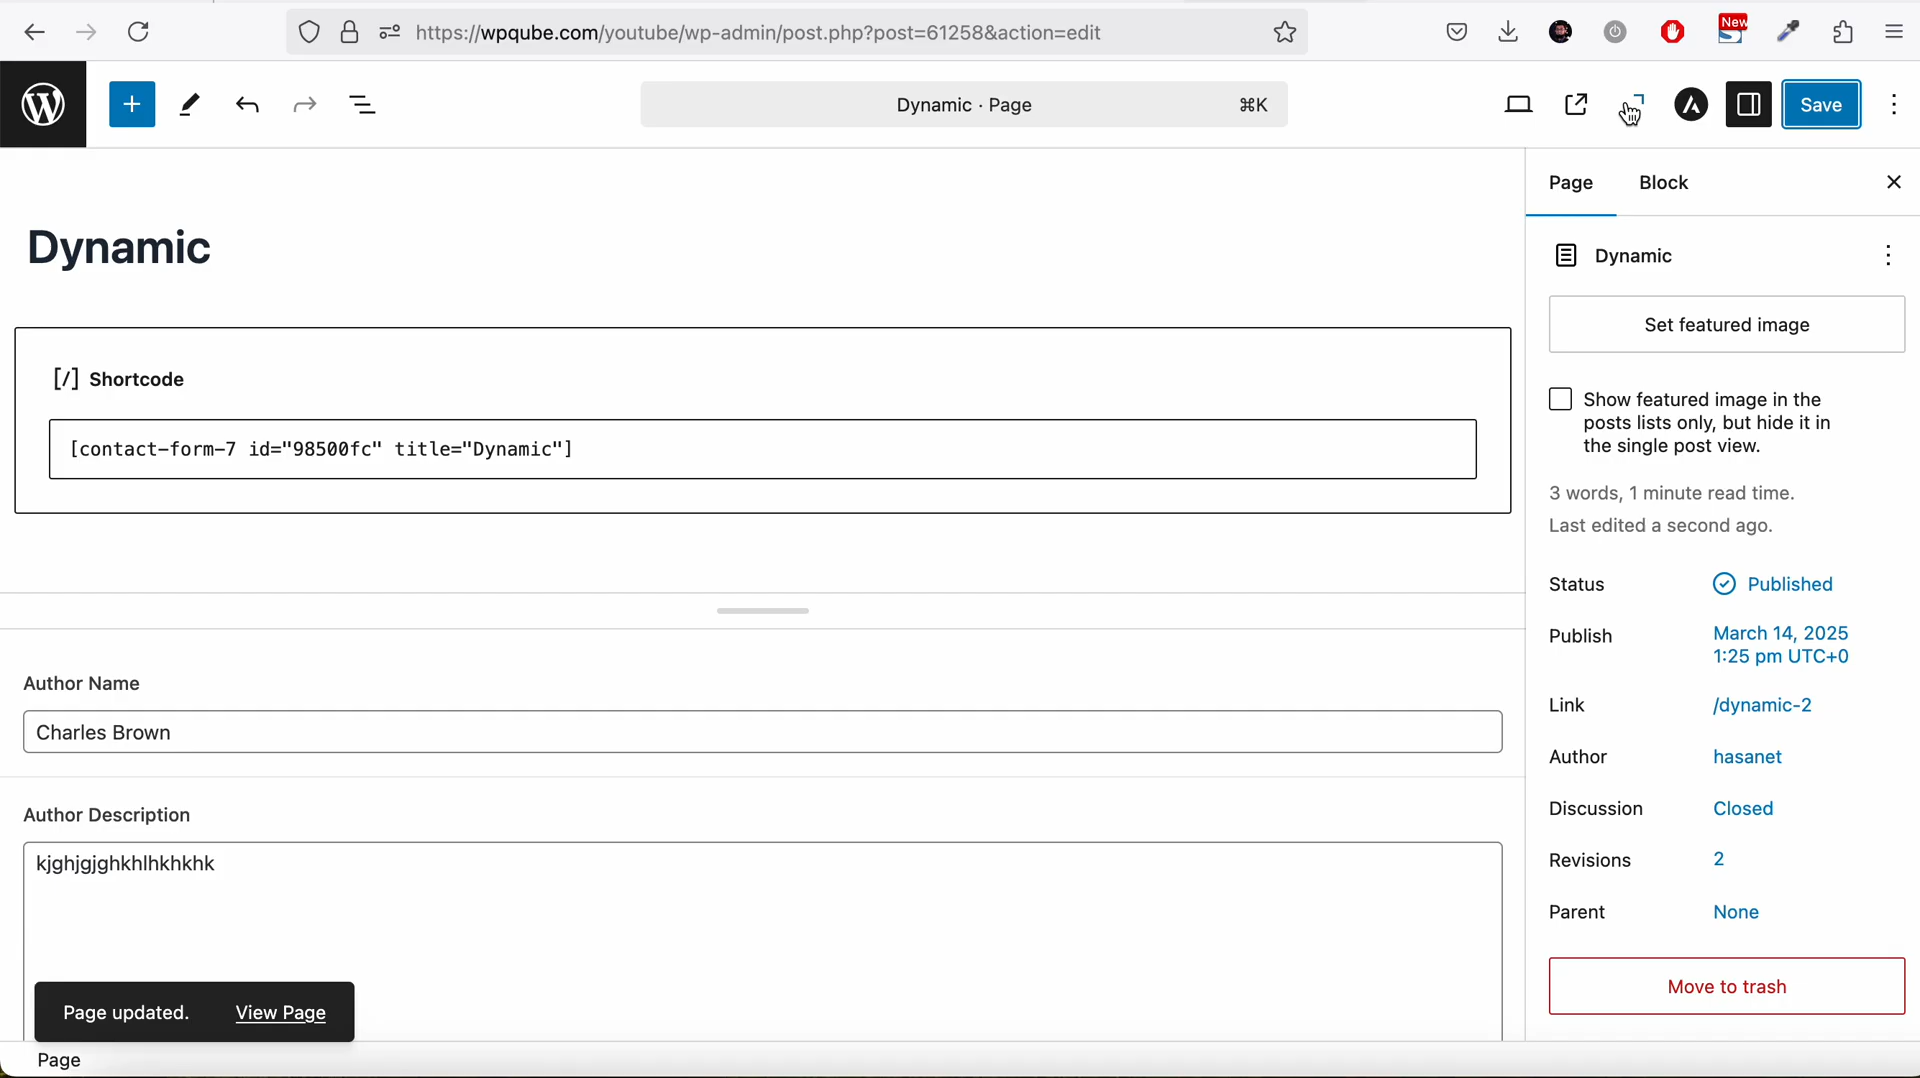 https://wpqube.com/youtube/wp-admin/post.php?post=61258&action=edit
New
Dynamic · Page
⌘K
Save
Page
Block
Dynamic
Dynamic
Set featured image
[/] Shortcode
[contact-form-7 id="98500fc" title="Dynamic"]
Show featured image in the
posts lists only, but hide it in
the single post view.
3 words, 1 minute read time.
Last edited a second ago.
Status
Published
Publish
March 14, 2025
1:25 pm UTC+0
Link
/dynamic-2
Author
hasanet
Discussion
Closed
Revisions
2
Parent
None
Move to trash
Author Name
Charles Brown
Author Description
kjghjgjghkhlhkhkhk
Page updated.
View Page
Page